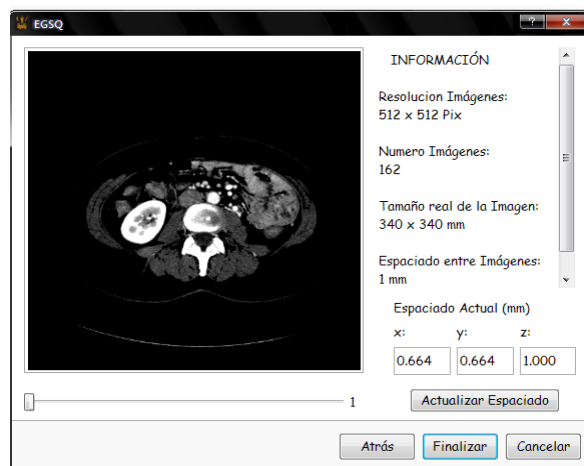 EGSQ
INFORMACIÓN
Resolucion Imágenes:
512 x 512 Pix
Numero Imágenes:
162
Tamaño real de la Imagen:
340 x 340 mm
Espaciado entre Imágenes:
1 mm
Espaciado Actual (mm)
x: y: z:
0.664 0.664 1.000
1 Actualizar Espaciado
Atrás Finalizar Cancelar